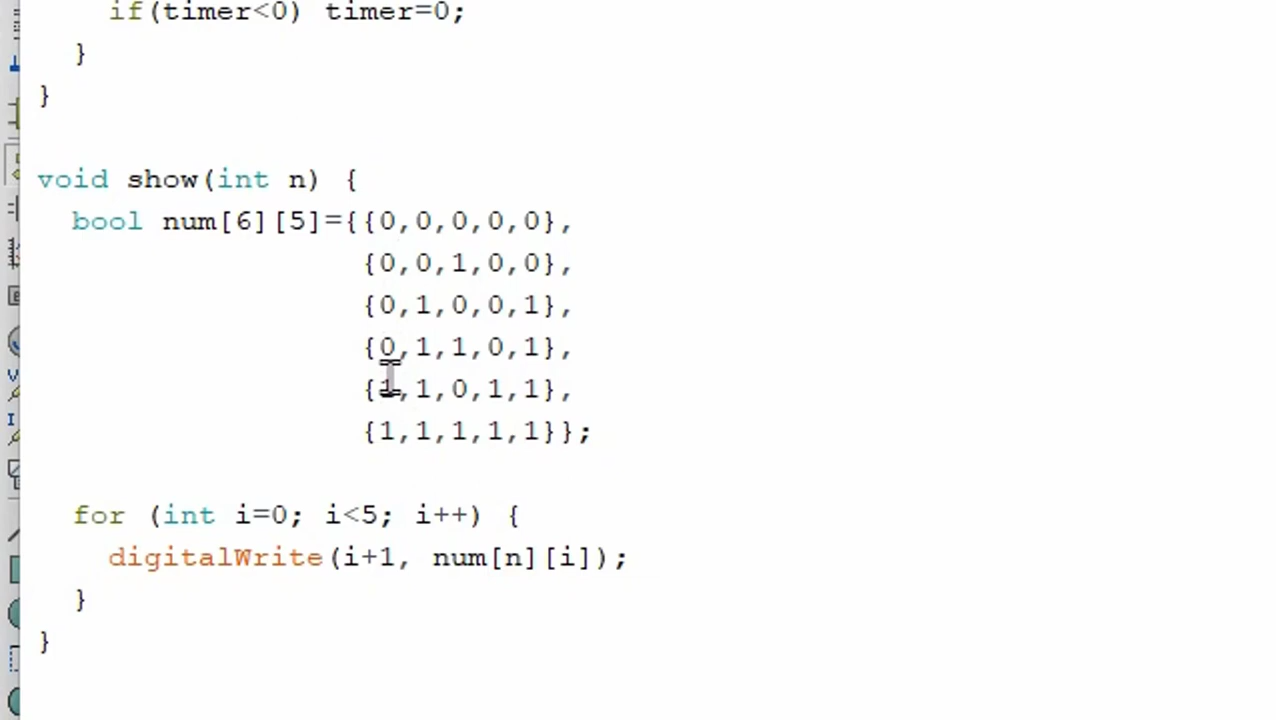 if(timer<0) timer=0;
}
}
void show(int n) {
bool num[6][5]={{0,0,0,0,0},
{0,0,1,0,0},
{0,1,0,0,1},
{0,1,1,0,1},
{1,1,0,1,1},
{1,1,1,1,1}};
for (int i=0; i<5; i++) {
digitalWrite(i+1, num[n][i]);
}
}